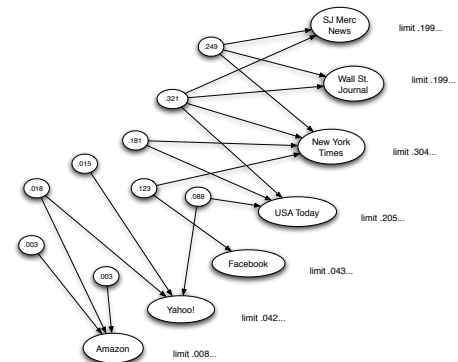 SJ Merc
News
limit .199...
.249
Wall St.
Journal
limit .199...
.321
.181
New York
Times
limit .304...
.015
.018
.123
.088
USA Today
limit .205...
.003
Facebook
limit .043...
.003
Yahoo!
limit .042...
Amazon
limit .008...